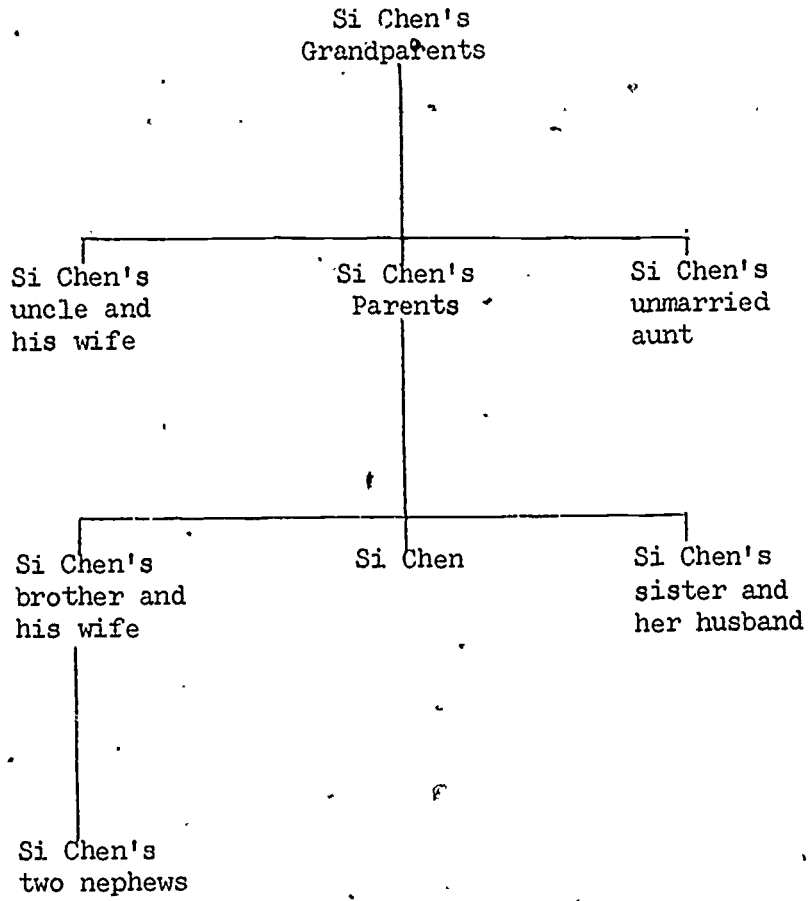 Si Chen's
Grandparents
Si Chen's
uncle and
his wife
Si Chen's
Parents
Si Chen's
unmarried
aunt
Si Chen's
brother and
his wife
Si Chen
Si Chen's
sister and
her husband
Si Chen's
two nephews